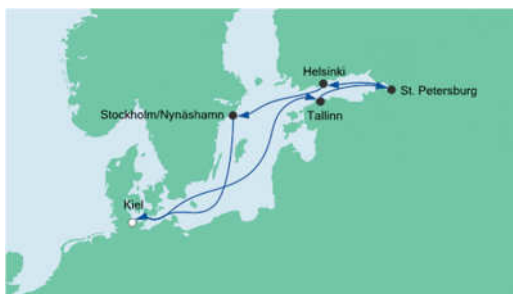 Helsinki
St. Petersburg
Stockholm/Nynäshamn
Tallinn
Kiel